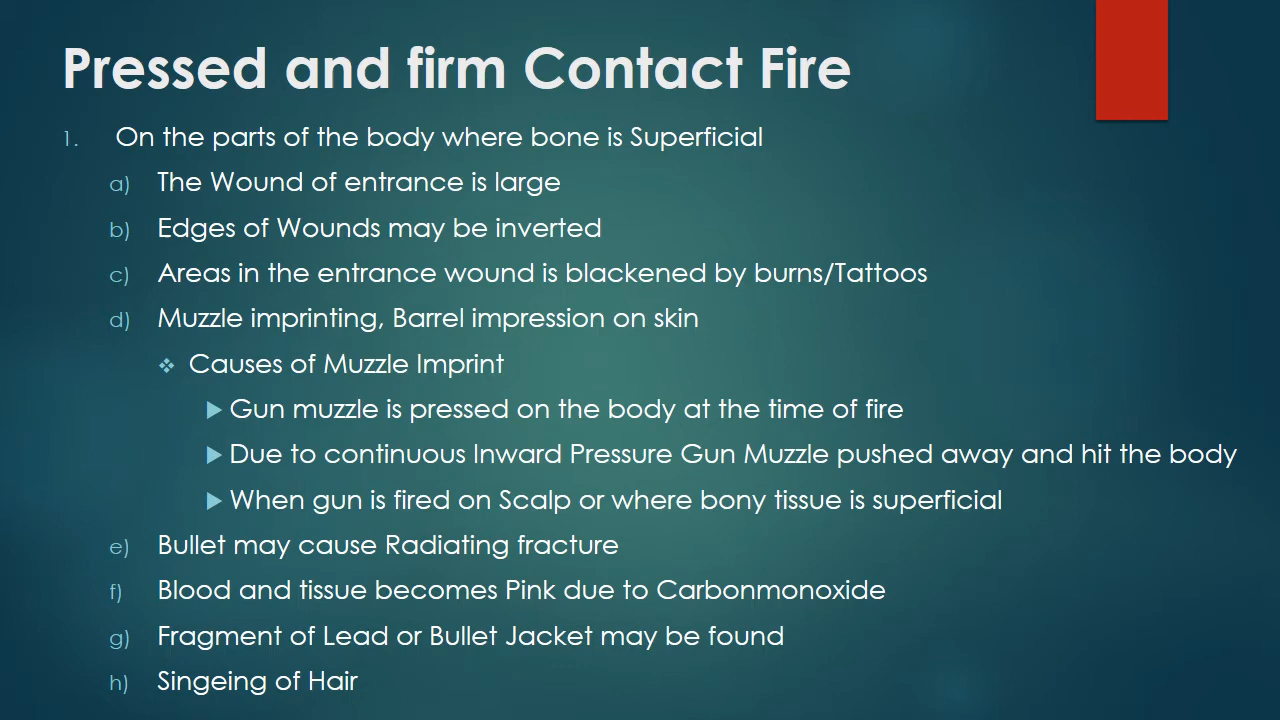 Pressed and firm Contact Fire
1. On the parts of the body where bone is Superficial
a) The Wound of entrance is large
b) Edges of Wounds may be inverted
c) Areas in the entrance wound is blackened by burns/Tattoos
d) Muzzle imprinting, Barrel impression on skin
❖ Causes of Muzzle Imprint
▶ Gun muzzle is pressed on the body at the time of fire
▶ Due to continuous Inward Pressure Gun Muzzle pushed away and hit the body
▶ When gun is fired on Scalp or where bony tissue is superficial
e) Bullet may cause Radiating fracture
f) Blood and tissue becomes Pink due to Carbonmonoxide
g) Fragment of Lead or Bullet Jacket may be found
h) Singeing of Hair